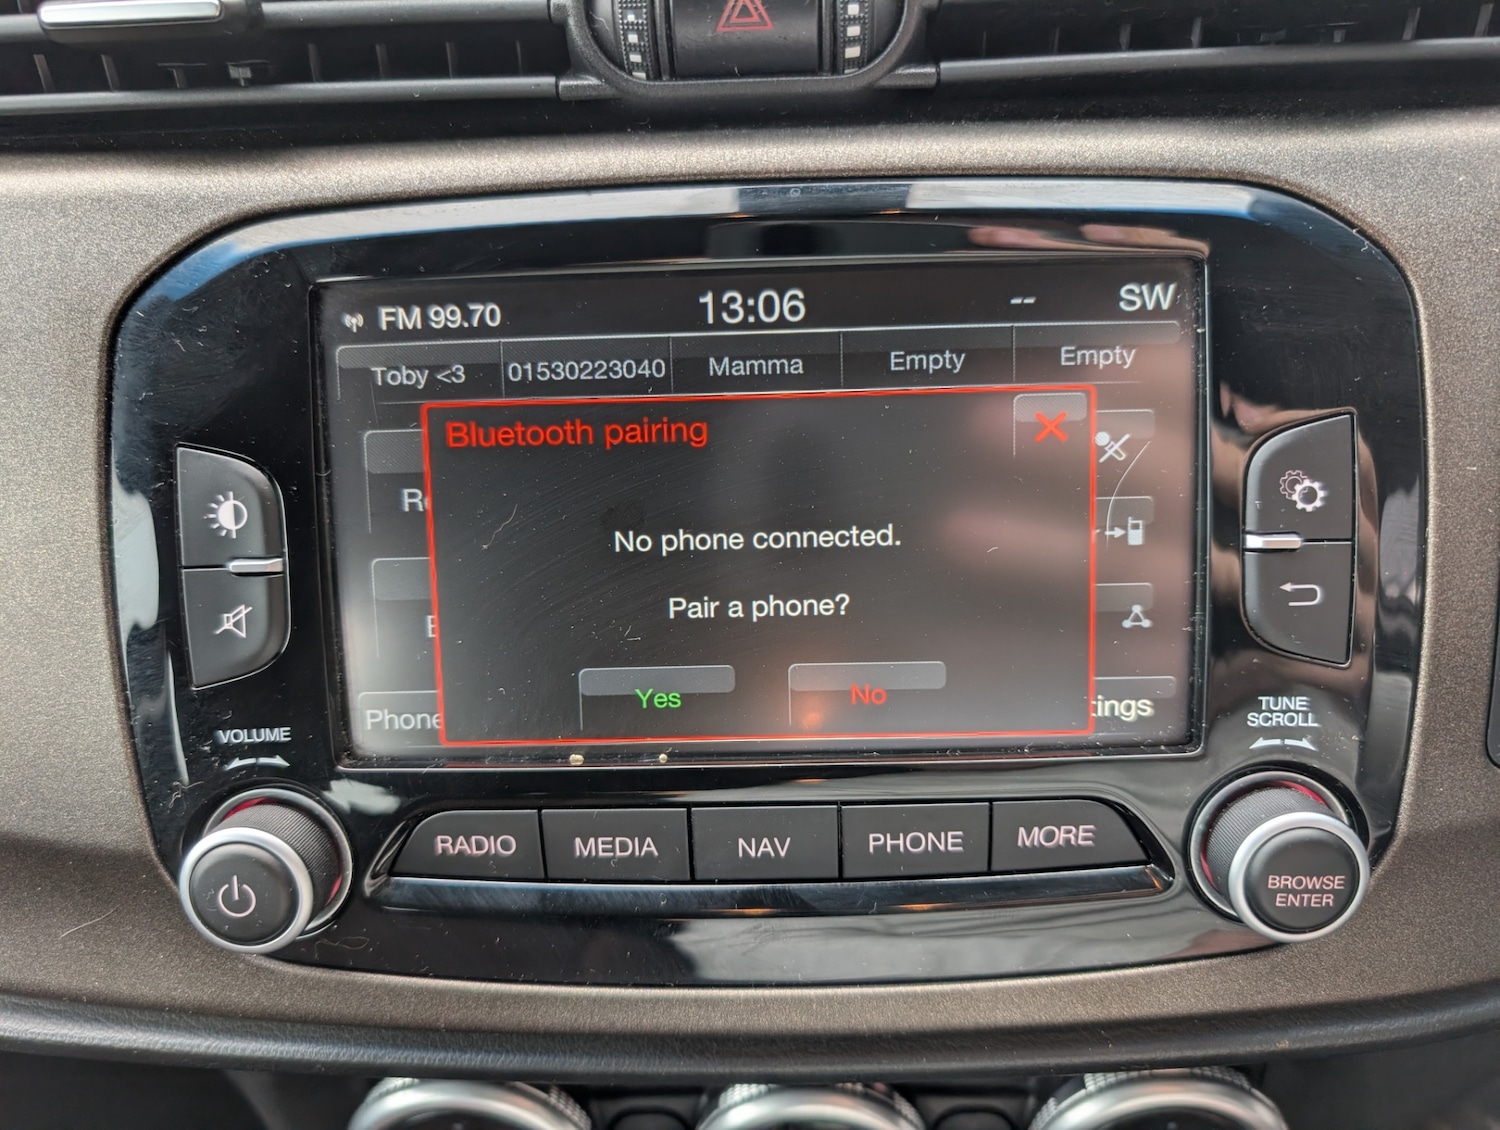 FM 99.70 13:06 -- SW
Toby <3 01530223040 Mamma Empty Empty
Bluetooth pairing
No phone connected.
Pair a phone?
Yes No
Phone
tings
VOLUME
TUNE
SCROLL
RADIO MEDIA NAV PHONE MORE
BROWSE
ENTER